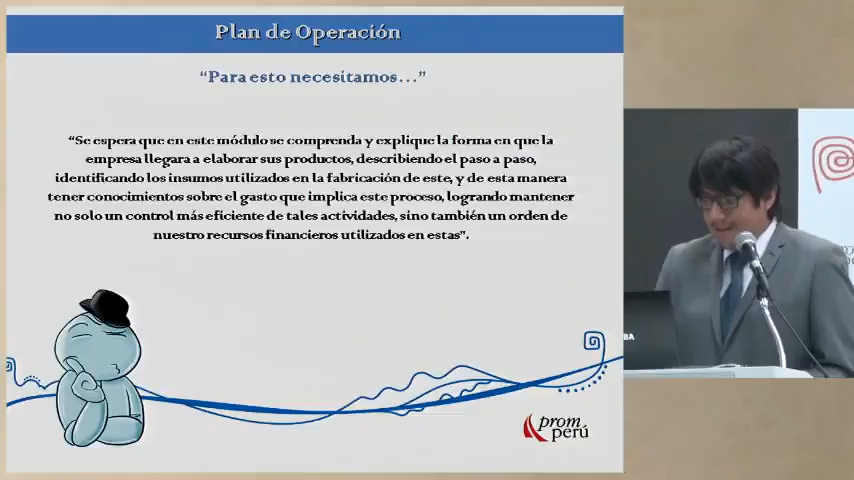 Plan de Operación
“Para esto necesitamos…”
“Se espera que en este módulo se comprenda y explique la forma en que la
empresa llegara a elaborar sus productos, describiendo el paso a paso,
identificando los insumos utilizados en la fabricación de este, y de esta manera
tener conocimientos sobre el gasto que implica este proceso, logrando mantener
no solo un control más eficiente de tales actividades, sino también un orden de
nuestro recursos financieros utilizados en estas”.
prom
perú
BA